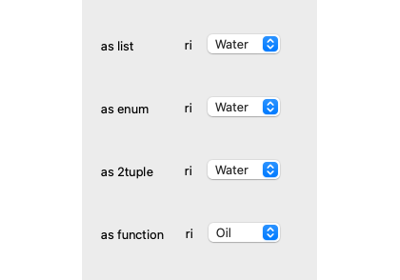 as list ri Water
as enum ri Water
as 2tuple ri Water
as function ri Oil